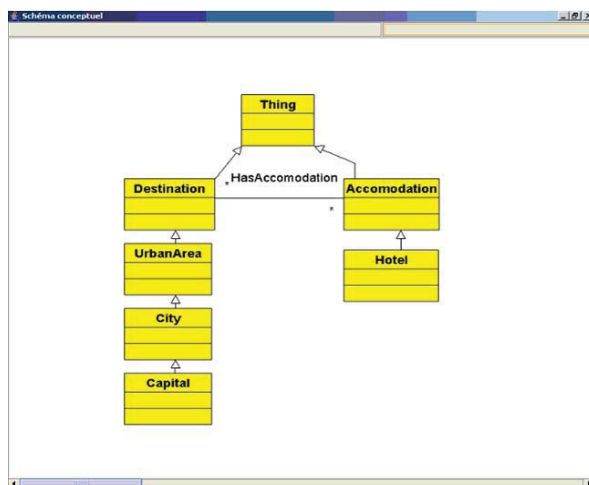 Schéma conceptuel
Thing
* HasAccomodation
Destination
Accomodation
*
UrbanArea
Hotel
City
Capital